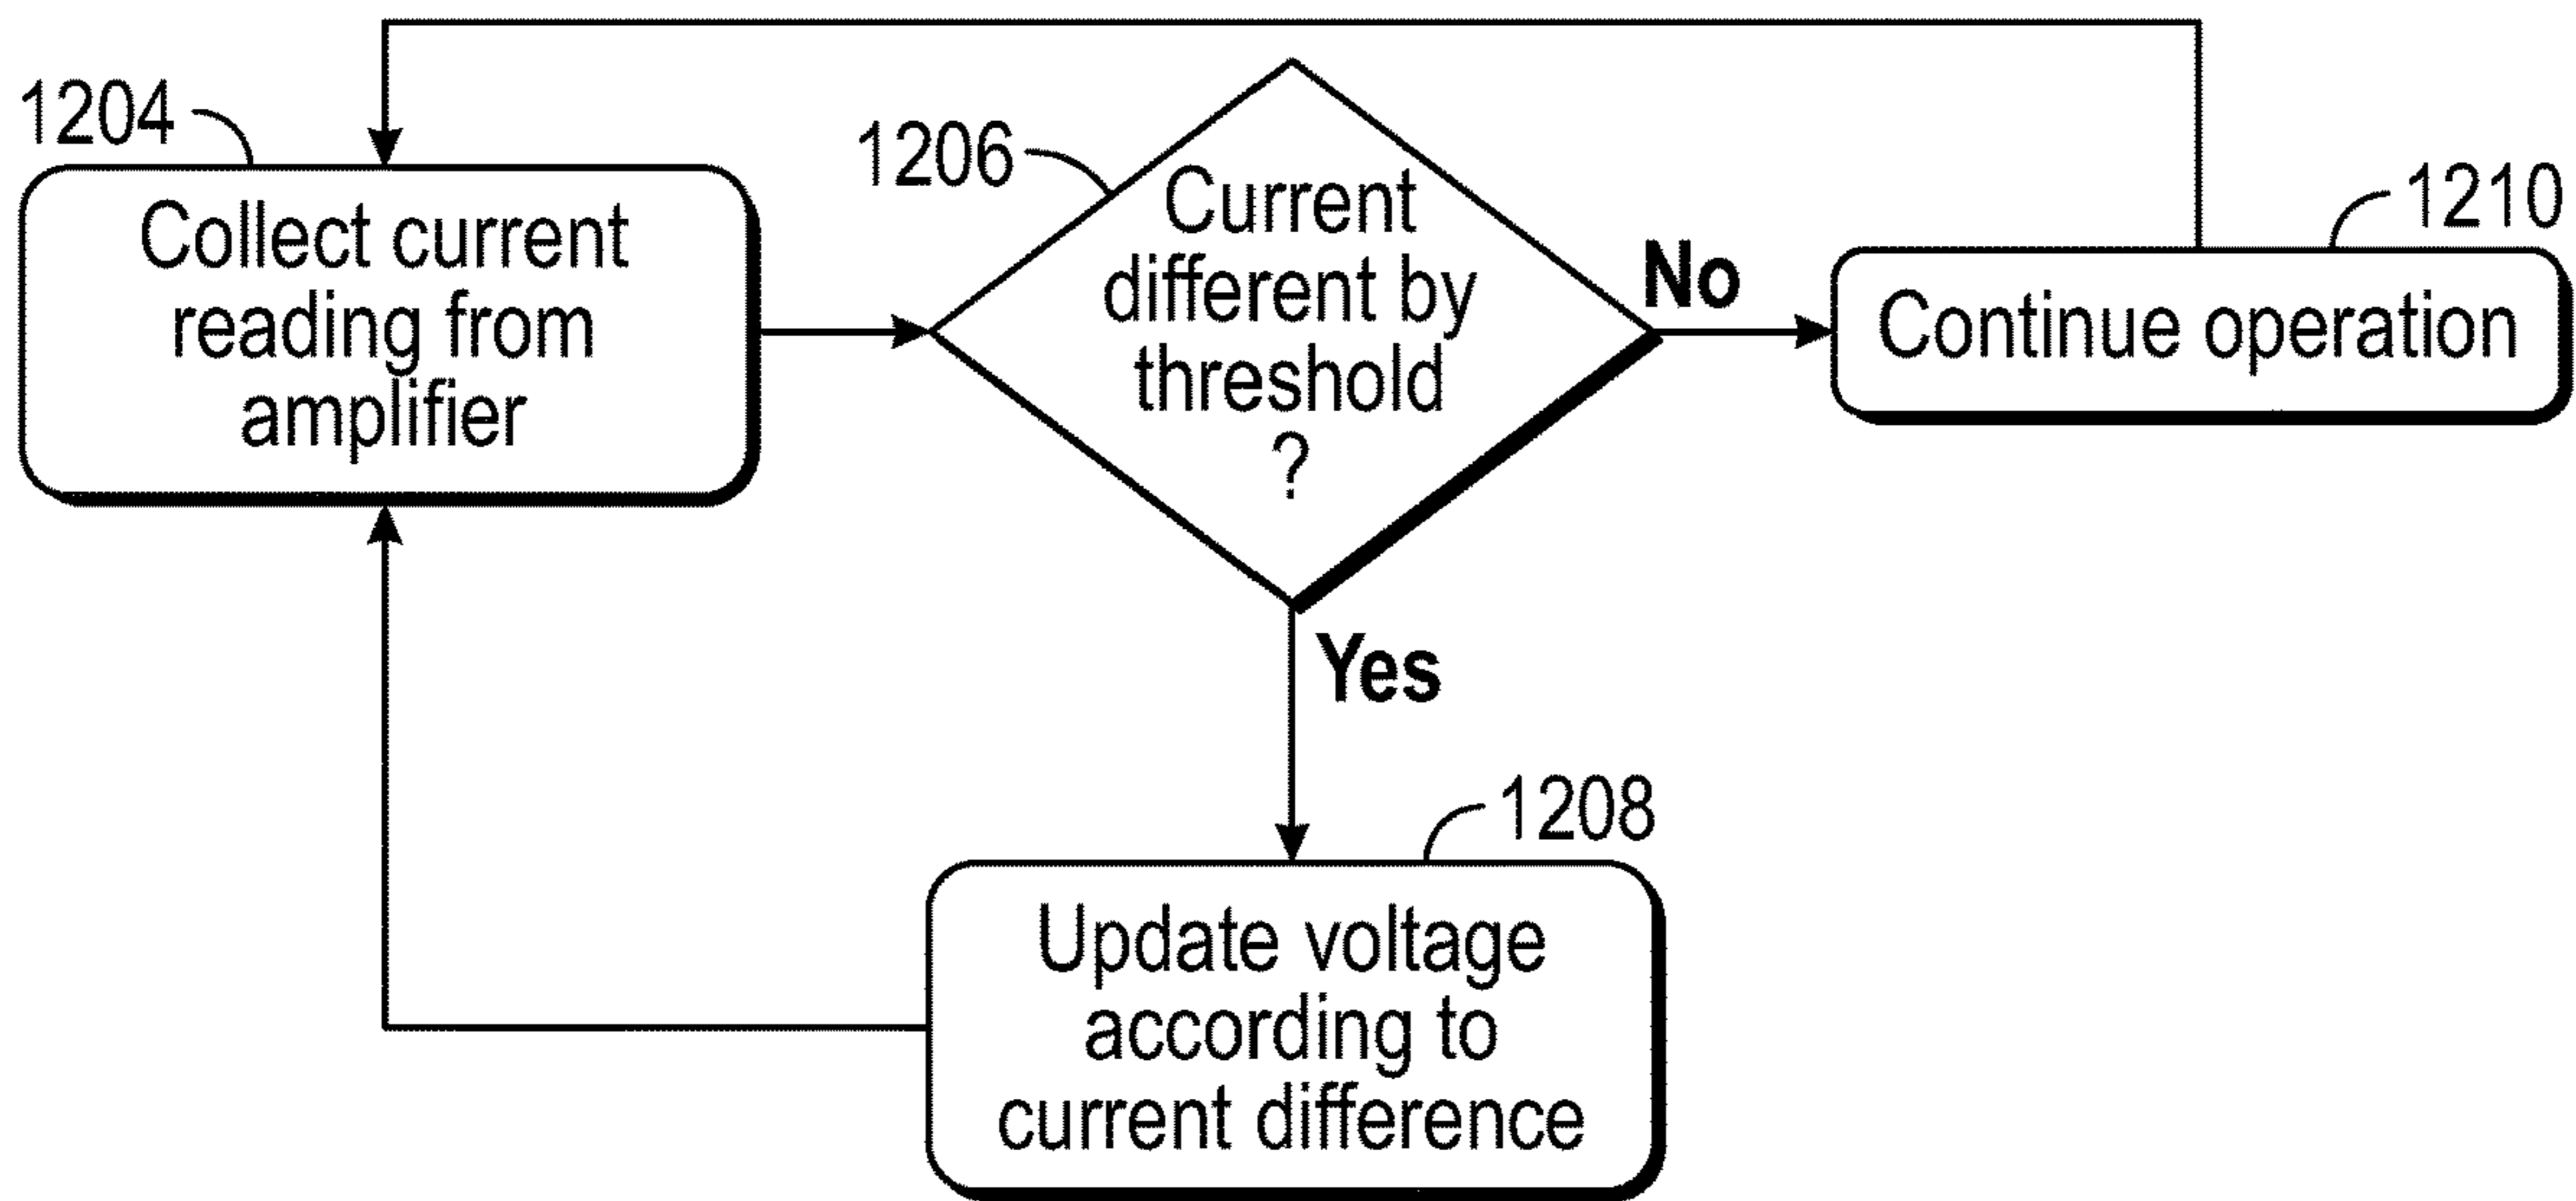 1204
Collect current
reading from
amplifier
1206
Current
different by
threshold
?
No
1210
Continue operation
Yes
1208
Update voltage
according to
current difference